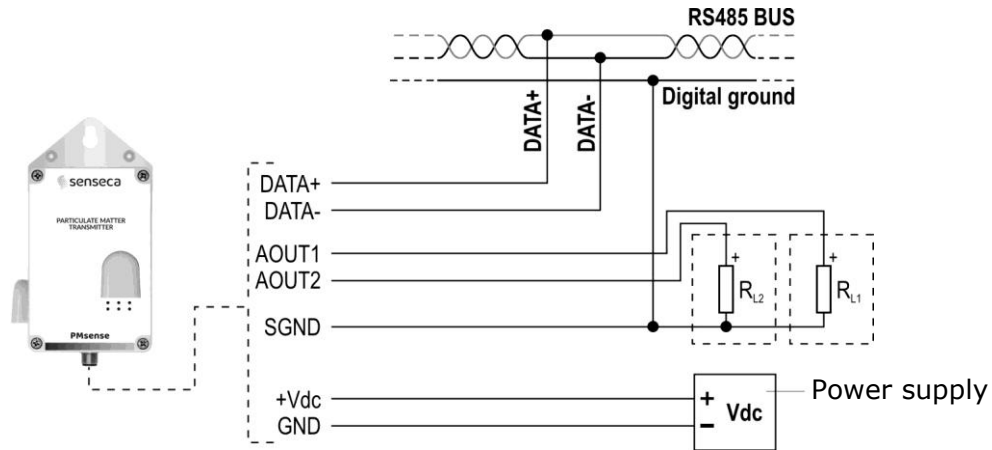 RS485 BUS
Digital ground
DATA+
DATA-
senseca
PARTICULATE MATTER
TRANSMITTER
PMsense
DATA+
DATA-
AOUT1
AOUT2
SGND
+Vdc
GND
+
RL2
+
RL1
+
Vdc
-
Power supply